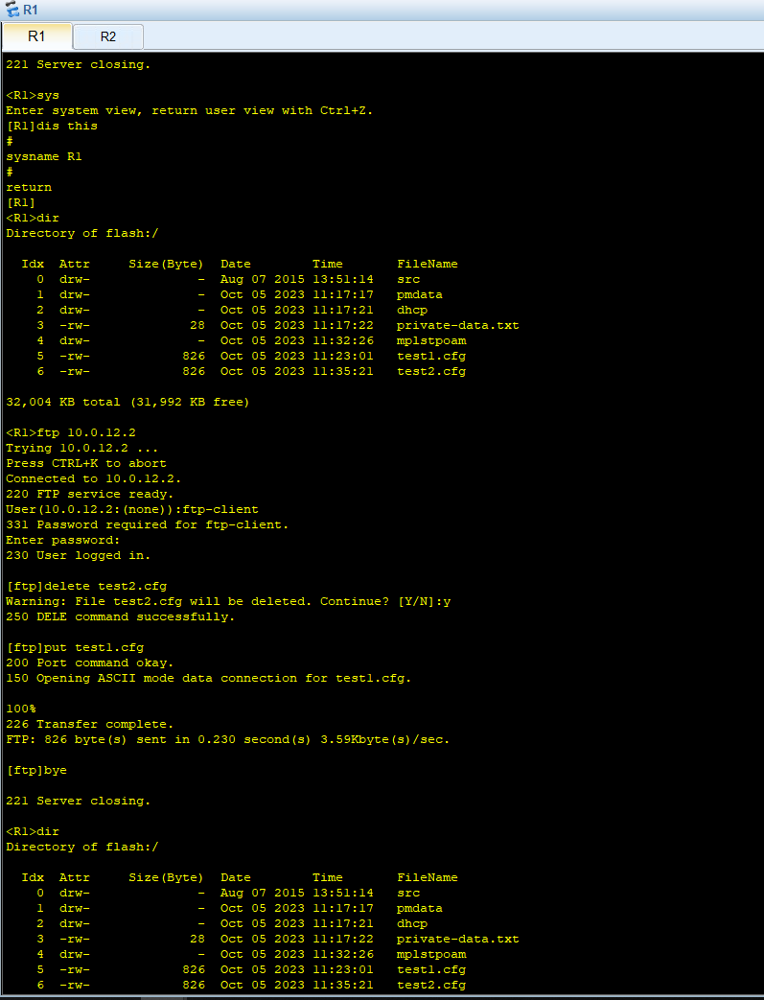 R1
R1 R2
221 Server closing.
<R1>sys
Enter system view, return user view with Ctrl+Z.
[R1]dis this
#
sysname R1
#
return
[R1]
<R1>dir
Directory of flash:/
Idx Attr Size(Byte) Date Time FileName
0 drw- - Aug 07 2015 13:51:14 src
1 drw- - Oct 05 2023 11:17:17 pmdata
2 drw- - Oct 05 2023 11:17:21 dhcp
3 -rw- 28 Oct 05 2023 11:17:22 private-data.txt
4 drw- - Oct 05 2023 11:32:26 mplstpoam
5 -rw- 826 Oct 05 2023 11:23:01 test1.cfg
6 -rw- 826 Oct 05 2023 11:35:21 test2.cfg
32,004 KB total (31,992 KB free)
<R1>ftp 10.0.12.2
Trying 10.0.12.2 ...
Press CTRL+K to abort
Connected to 10.0.12.2.
220 FTP service ready.
User(10.0.12.2:(none)):ftp-client
331 Password required for ftp-client.
Enter password:
230 User logged in.
[ftp]delete test2.cfg
Warning: File test2.cfg will be deleted. Continue? [Y/N]:y
250 DELE command successfully.
[ftp]put test1.cfg
200 Port command okay.
150 Opening ASCII mode data connection for test1.cfg.
100%
226 Transfer complete.
FTP: 826 byte(s) sent in 0.230 second(s) 3.59Kbyte(s)/sec.
[ftp]bye
221 Server closing.
<R1>dir
Directory of flash:/
Idx Attr Size(Byte) Date Time FileName
0 drw- - Aug 07 2015 13:51:14 src
1 drw- - Oct 05 2023 11:17:17 pmdata
2 drw- - Oct 05 2023 11:17:21 dhcp
3 -rw- 28 Oct 05 2023 11:17:22 private-data.txt
4 drw- - Oct 05 2023 11:32:26 mplstpoam
5 -rw- 826 Oct 05 2023 11:23:01 test1.cfg
6 -rw- 826 Oct 05 2023 11:35:21 test2.cfg